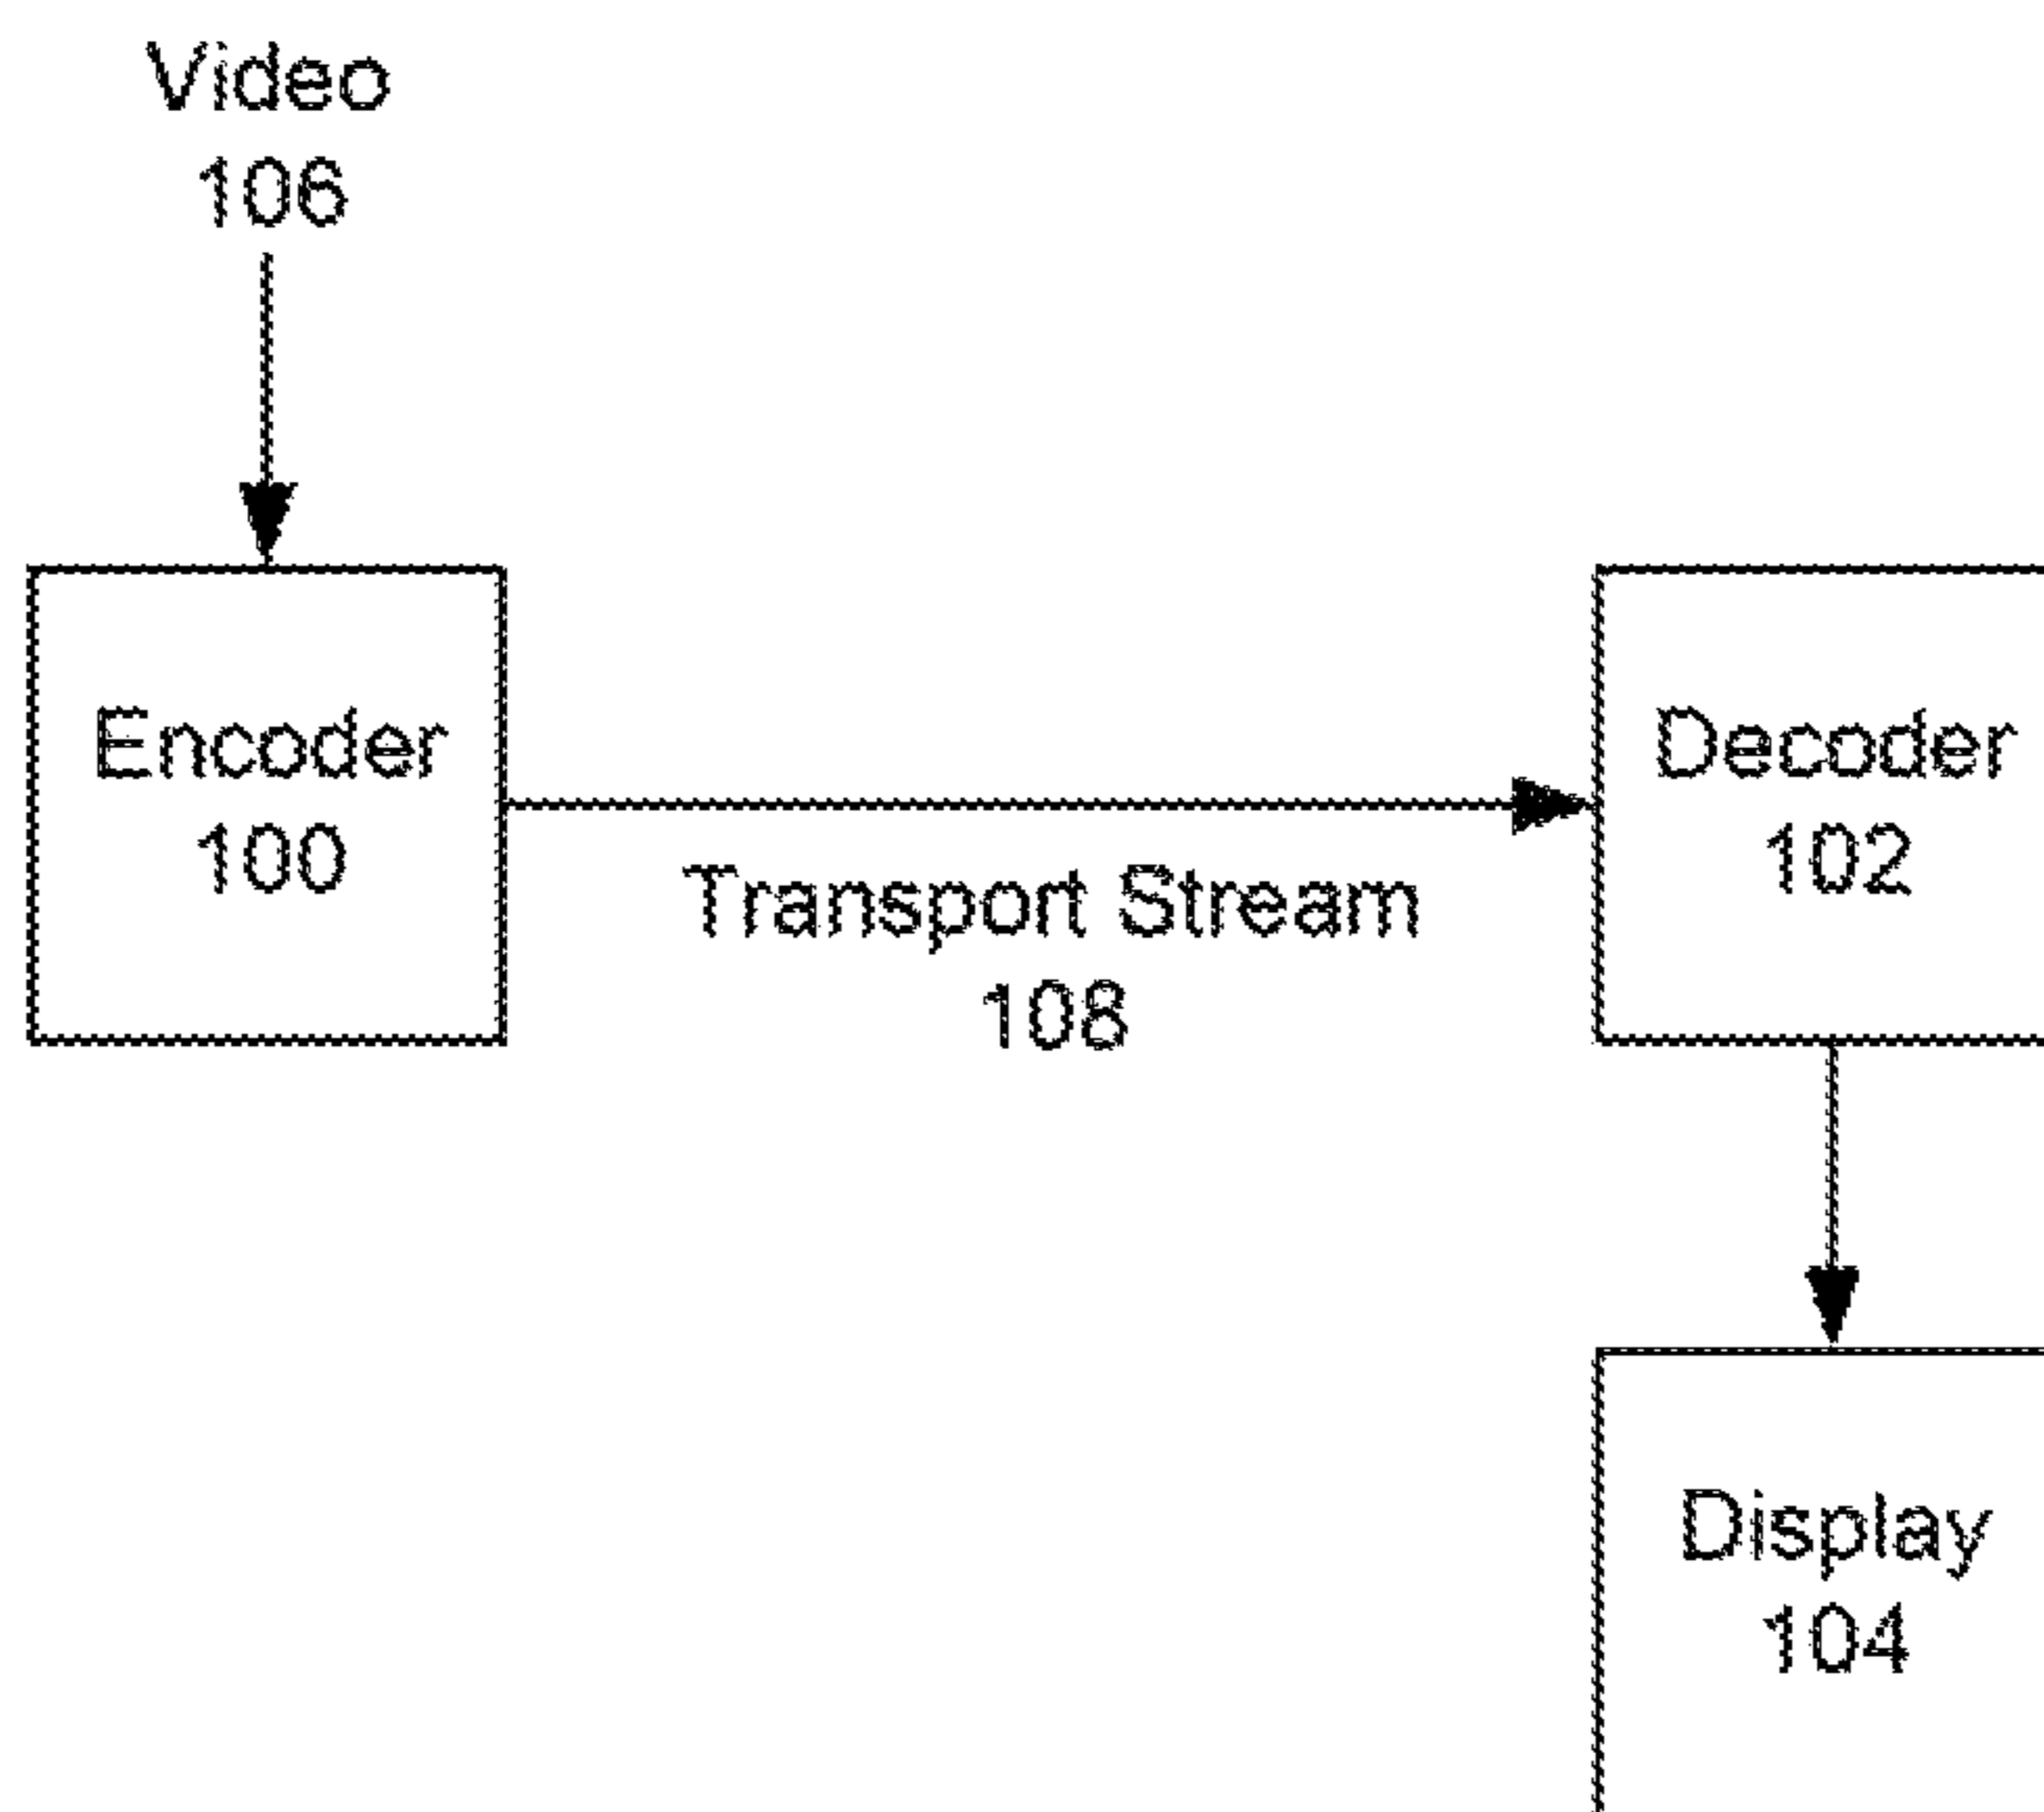 Video
106
Encoder
100
Transport Stream
108
Decoder
102
Display
104